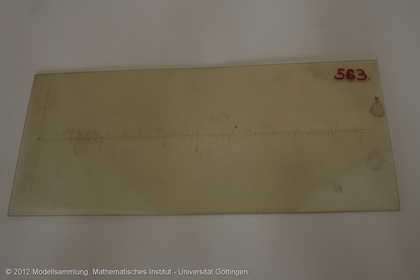 563.
© 2012 Modellsammlung, Mathematisches Institut - Universität Göttingen